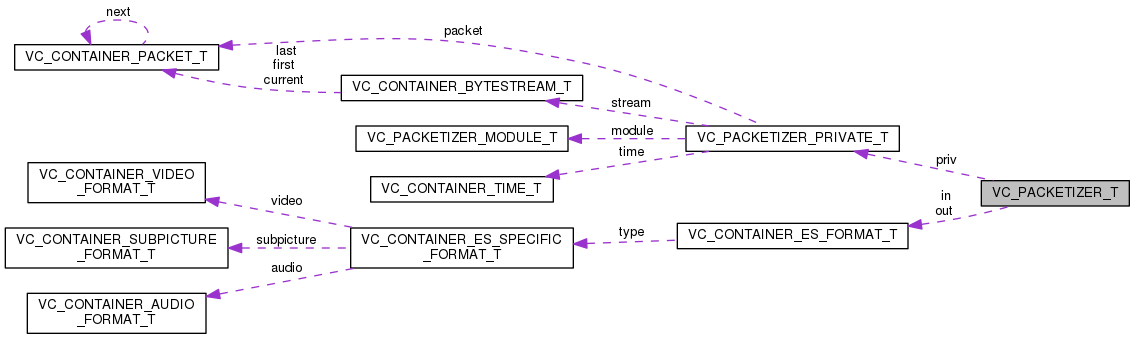 next
VC_CONTAINER_PACKET_T
packet
last
first
current
VC_CONTAINER_BYTESTREAM_T
stream
VC_PACKETIZER_MODULE_T
module
VC_PACKETIZER_PRIVATE_T
time
VC_CONTAINER_TIME_T
priv
VC_PACKETIZER_T
in
out
VC_CONTAINER_VIDEO
_FORMAT_T
video
VC_CONTAINER_SUBPICTURE
_FORMAT_T
subpicture
VC_CONTAINER_ES_SPECIFIC
_FORMAT_T
type
VC_CONTAINER_ES_FORMAT_T
audio
VC_CONTAINER_AUDIO
_FORMAT_T